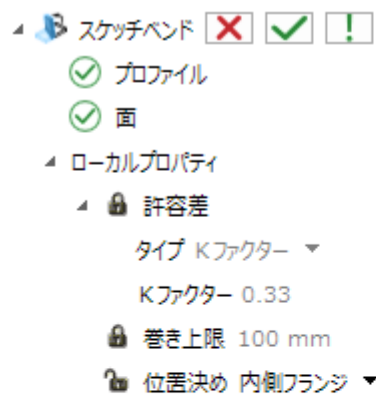 スケッチベンド
プロファイル
面
ローカルプロパティ
許容差
タイプ Kファクター
Kファクター 0.33
巻き上限 100 mm
位置決め 内側フランジ